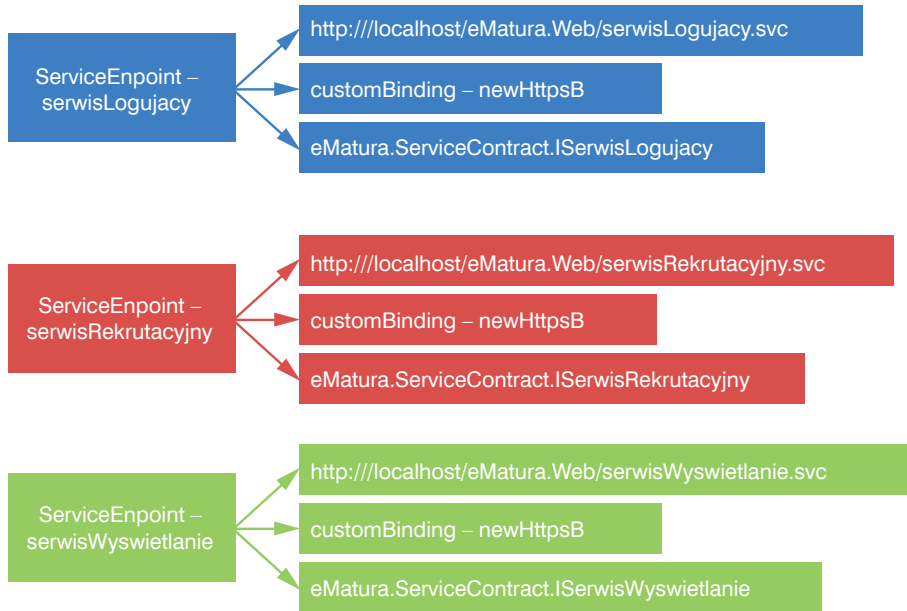 ServiceEnpoint –
serwisLogujacy
http:///localhost/eMatura.Web/serwisLogujacy.svc
customBinding – newHttpsB
eMatura.ServiceContract.ISerwisLogujacy
ServiceEnpoint –
serwisRekrutacyjny
http:///localhost/eMatura.Web/serwisRekrutacyjny.svc
customBinding – newHttpsB
eMatura.ServiceContract.ISerwisRekrutacyjny
ServiceEnpoint –
serwisWyswietlanie
http:///localhost/eMatura.Web/serwisWyswietlanie.svc
customBinding – newHttpsB
eMatura.ServiceContract.ISerwisWyswietlanie